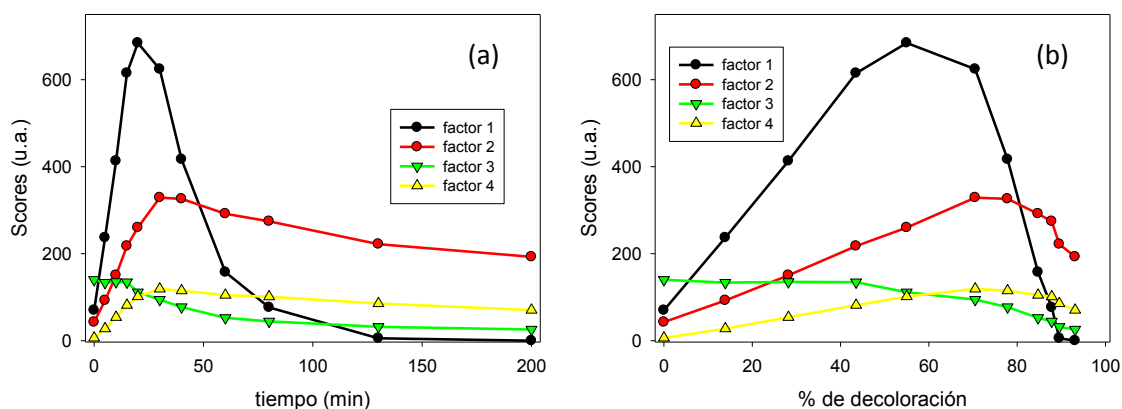 (a)
Scores (u.a.)
600
400
200
0
factor 1
factor 2
factor 3
factor 4
0 50 100 150 200
tiempo (min)
(b)
Scores (u.a.)
600
400
200
0
factor 1
factor 2
factor 3
factor 4
0 20 40 60 80 100
% de decoloración